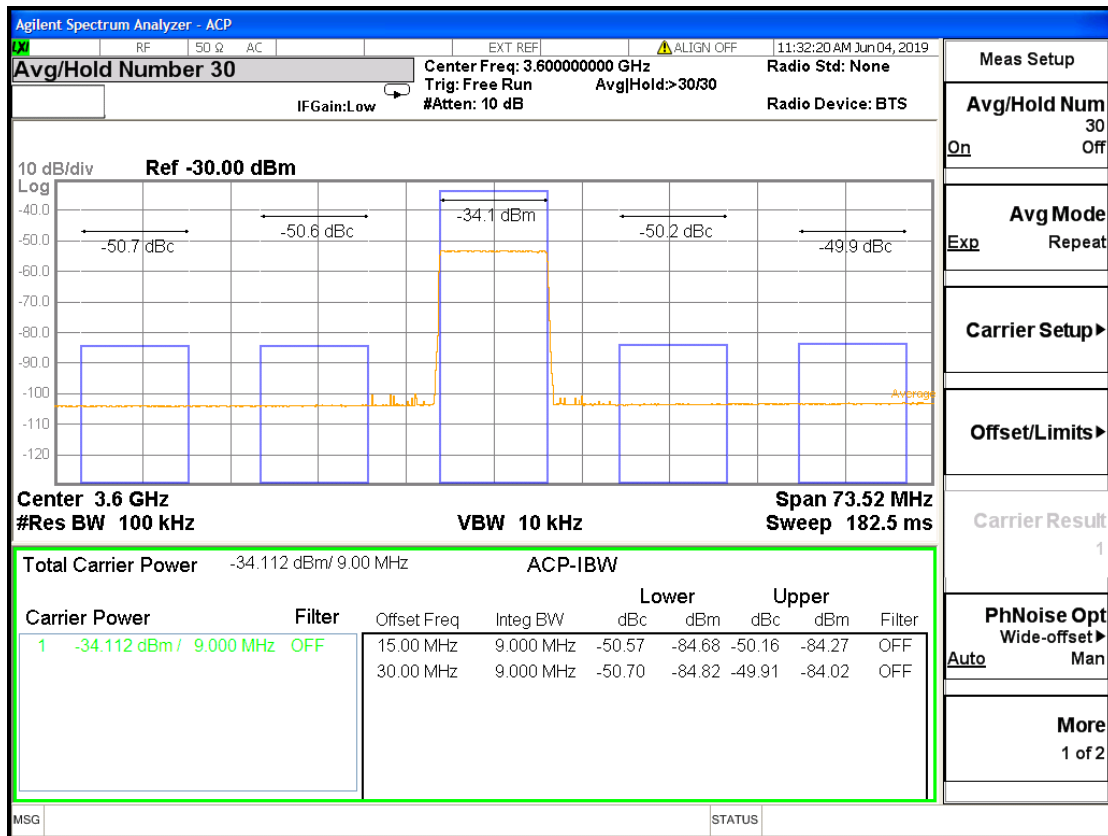 Agilent Spectrum Analyzer - ACP
LXI RF 50 Ω AC EXT REF ALIGN OFF 11:32:20 AM Jun 04, 2019
Avg/Hold Number 30
Center Freq: 3.600000000 GHz Radio Std: None
Trig: Free Run Avg|Hold:>30/30
IFGain:Low #Atten: 10 dB Radio Device: BTS
10 dB/div Ref -30.00 dBm
Log
-40.0
-50.0
-60.0
-70.0
-80.0
-90.0
-100
-110
-120
-50.7 dBc
-50.6 dBc
-34.1 dBm
-50.2 dBc
-49.9 dBc
Average
Center 3.6 GHz Span 73.52 MHz
#Res BW 100 kHz VBW 10 kHz Sweep 182.5 ms
Total Carrier Power -34.112 dBm/ 9.00 MHz ACP-IBW
Lower Upper
Carrier Power Filter Offset Freq Integ BW dBc dBm dBc dBm Filter
1 -34.112 dBm / 9.000 MHz OFF 15.00 MHz 9.000 MHz -50.57 -84.68 -50.16 -84.27 OFF
30.00 MHz 9.000 MHz -50.70 -84.82 -49.91 -84.02 OFF
MSG STATUS
Meas Setup
Avg/Hold Num
30
On Off
Avg Mode
Exp Repeat
Carrier Setup
Offset/Limits
Carrier Result
1
PhNoise Opt
Wide-offset
Auto Man
More
1 of 2